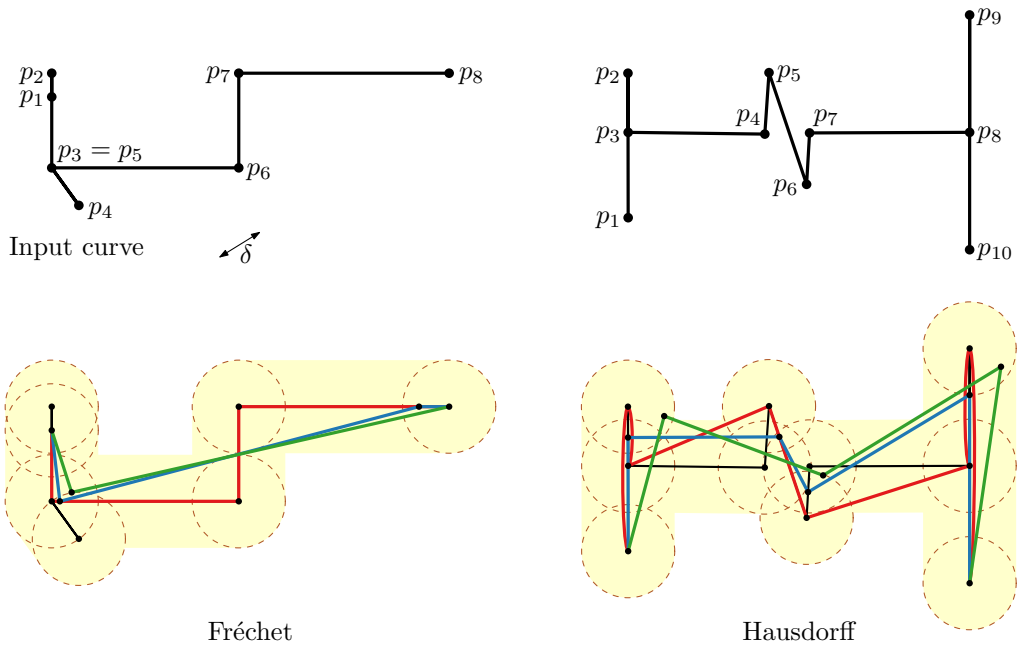 p2
p1
p3 = p5
p4
p7
p6
p8
Input curve
δ
p2
p3
p1
p4
p5
p7
p6
p9
p8
p10
Fréchet
Hausdorff